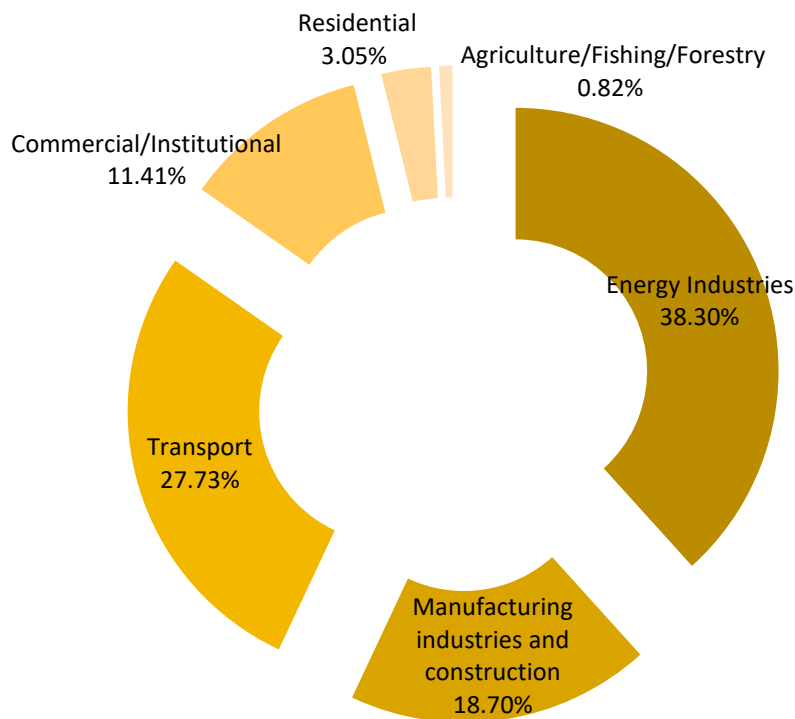 Residential
3.05%
Agriculture/Fishing/Forestry
0.82%
Commercial/Institutional
11.41%
Energy Industries
38.30%
Transport
27.73%
Manufacturing
industries and
construction
18.70%